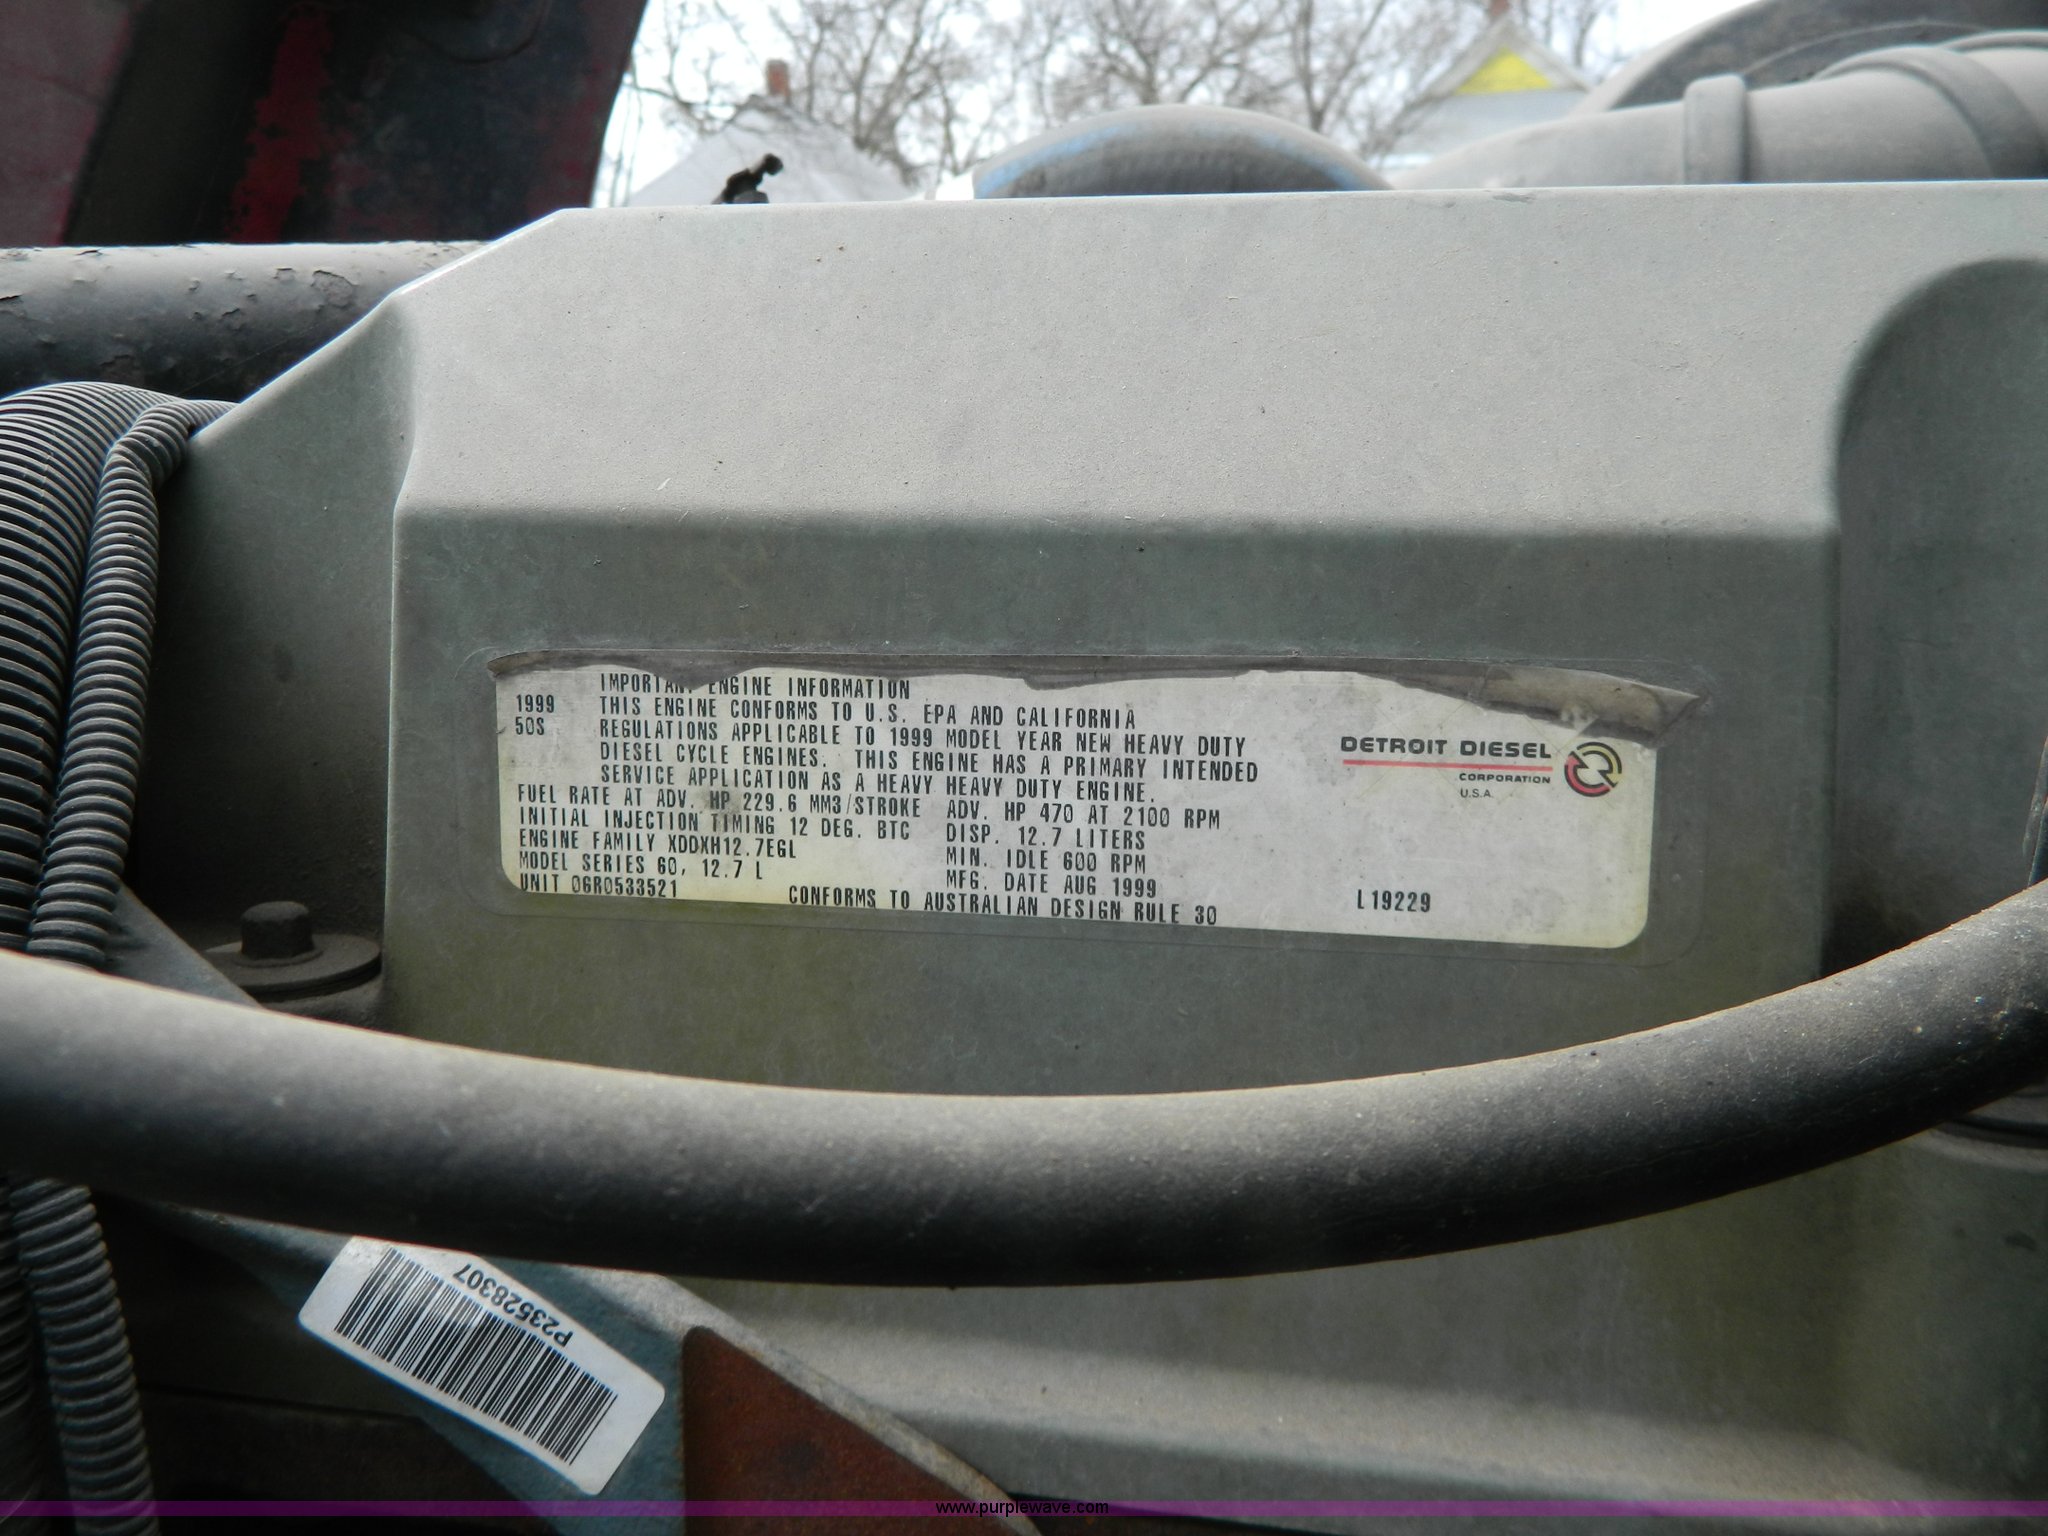 IMPORTANT ENGINE INFORMATION
1999 THIS ENGINE CONFORMS TO U.S. EPA AND CALIFORNIA
50S REGULATIONS APPLICABLE TO 1999 MODEL YEAR NEW HEAVY DUTY
DIESEL CYCLE ENGINES. THIS ENGINE HAS A PRIMARY INTENDED
SERVICE APPLICATION AS A HEAVY HEAVY DUTY ENGINE.
FUEL RATE AT ADV. HP 229.6 MM3/STROKE ADV. HP 470 AT 2100 RPM
INITIAL INJECTION TIMING 12 DEG. BTC DISP. 12.7 LITERS
ENGINE FAMILY XDDXH12.7EGL MIN. IDLE 600 RPM
MODEL SERIES 60, 12.7 L MFG. DATE AUG 1999
UNIT 06R0533521 CONFORMS TO AUSTRALIAN DESIGN RULE 30
DETROIT DIESEL
CORPORATION
U.S.A.
L19229
P23528307
www.purplewave.com